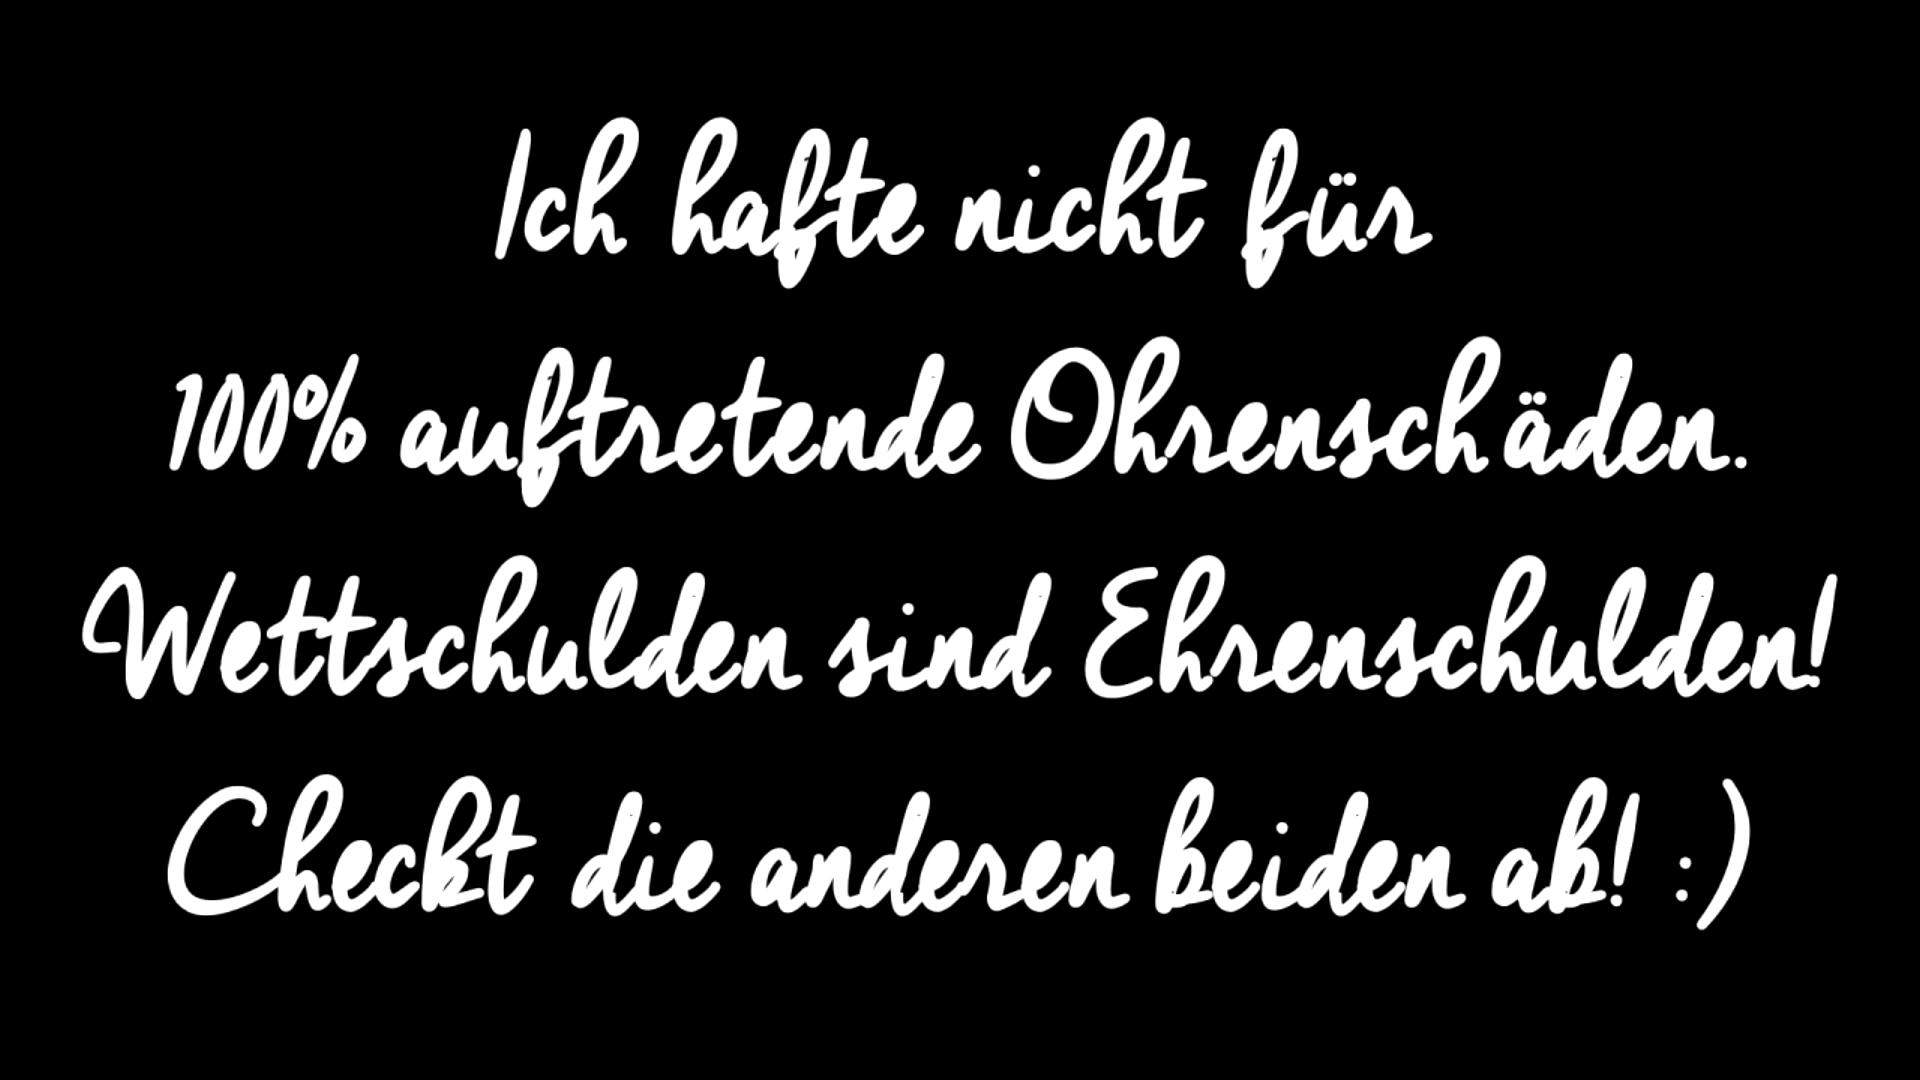 Ich hafte nicht für
100% auftretende Ohrenschäden.
Wettschulden sind Ehrenschulden!
Checkt die anderen beiden ab! :)